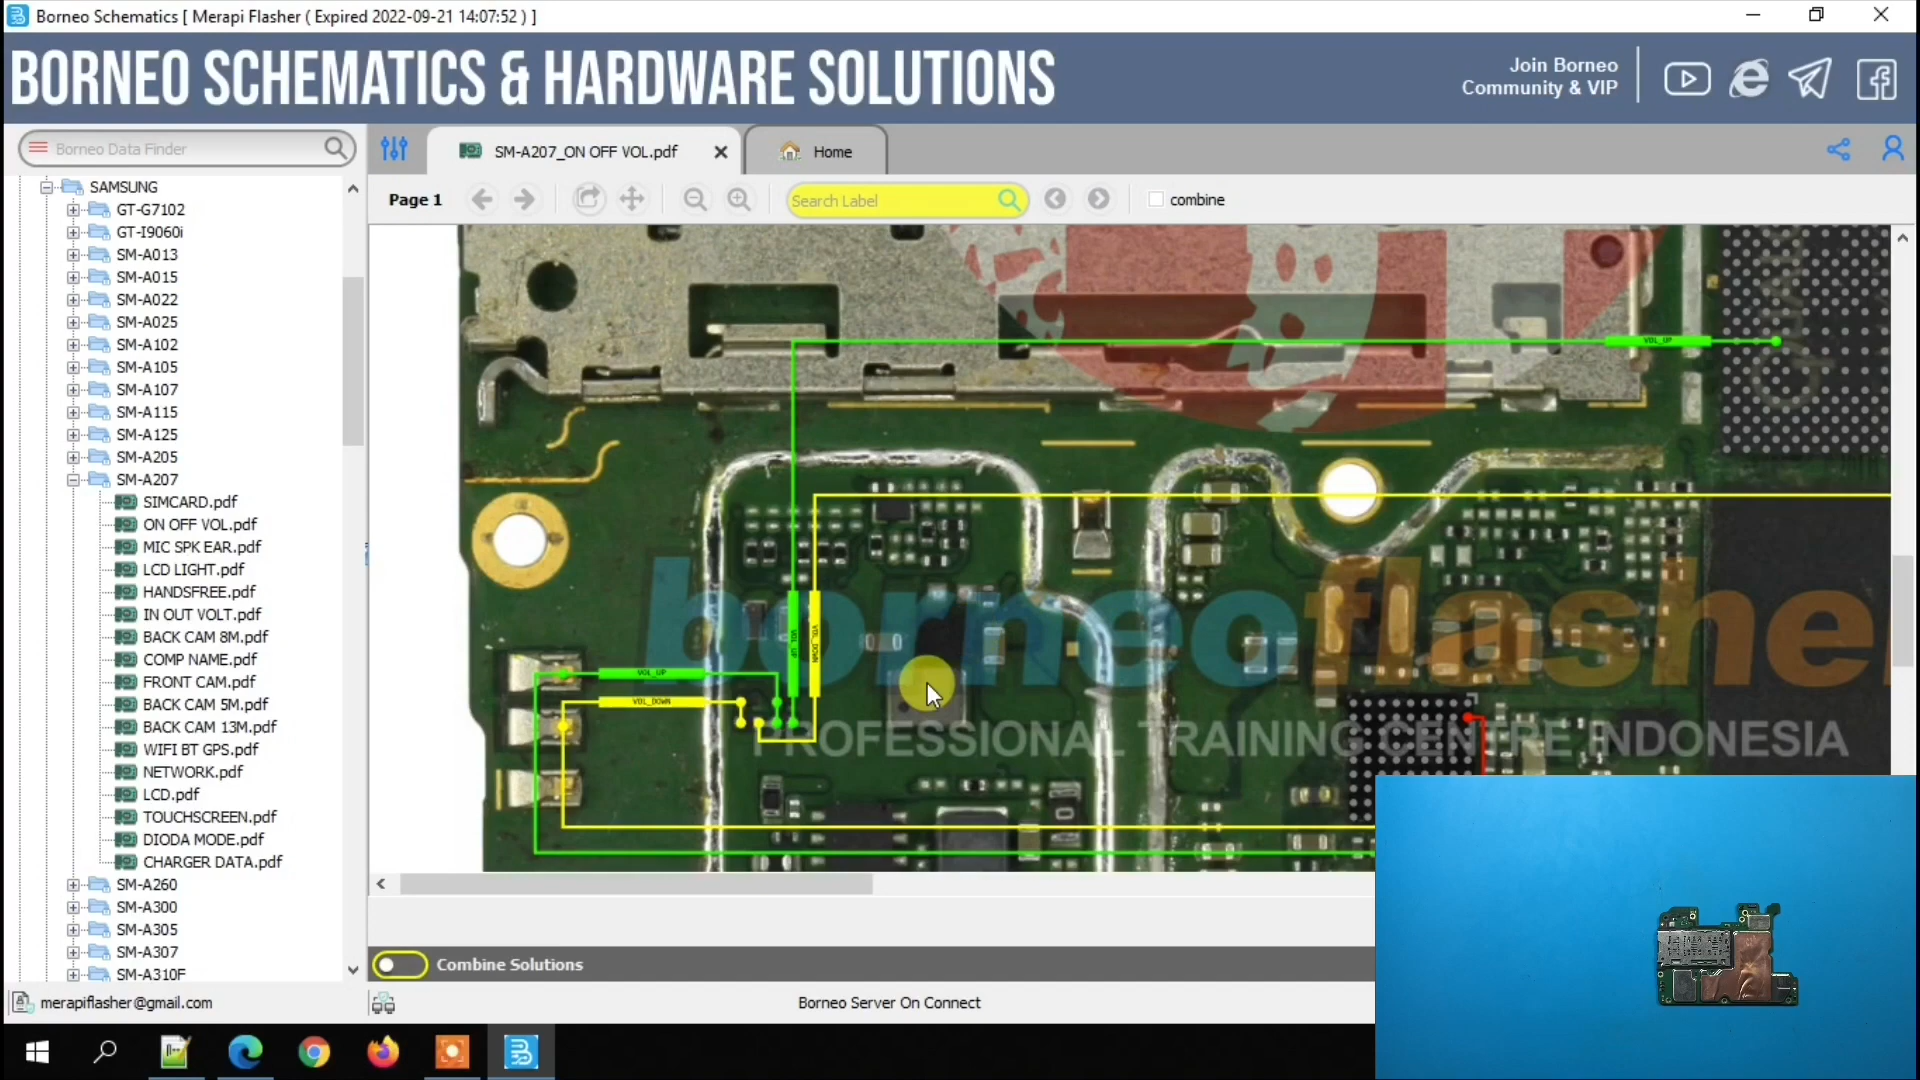 Borneo Schematics [ Merapi Flasher ( Expired 2022-09-21 14:07:52 ) ]
BORNEO SCHEMATICS & HARDWARE SOLUTIONS
Join Borneo
Community & VIP
Borneo Data Finder
SM-A207_ON OFF VOL.pdf
Home
Page 1
Search Label
combine
SAMSUNG
GT-G7102
GT-I9060i
SM-A013
SM-A015
SM-A022
SM-A025
SM-A102
SM-A105
SM-A107
SM-A115
SM-A125
SM-A205
SM-A207
SIMCARD.pdf
ON OFF VOL.pdf
MIC SPK EAR.pdf
LCD LIGHT.pdf
HANDSFREE.pdf
IN OUT VOLT.pdf
BACK CAM 8M.pdf
COMP NAME.pdf
FRONT CAM.pdf
BACK CAM 5M.pdf
BACK CAM 13M.pdf
WIFI BT GPS.pdf
NETWORK.pdf
LCD.pdf
TOUCHSCREEN.pdf
DIODA MODE.pdf
CHARGER DATA.pdf
SM-A260
SM-A300
SM-A305
SM-A307
SM-A310F
VOL_UP
VOL_UP
VOL_DOWN
VOL_UP
VOL_DOWN
borneoflashe
PROFESSIONAL TRAINING CENTRE INDONESIA
Combine Solutions
merapiflasher@gmail.com
Borneo Server On Connect